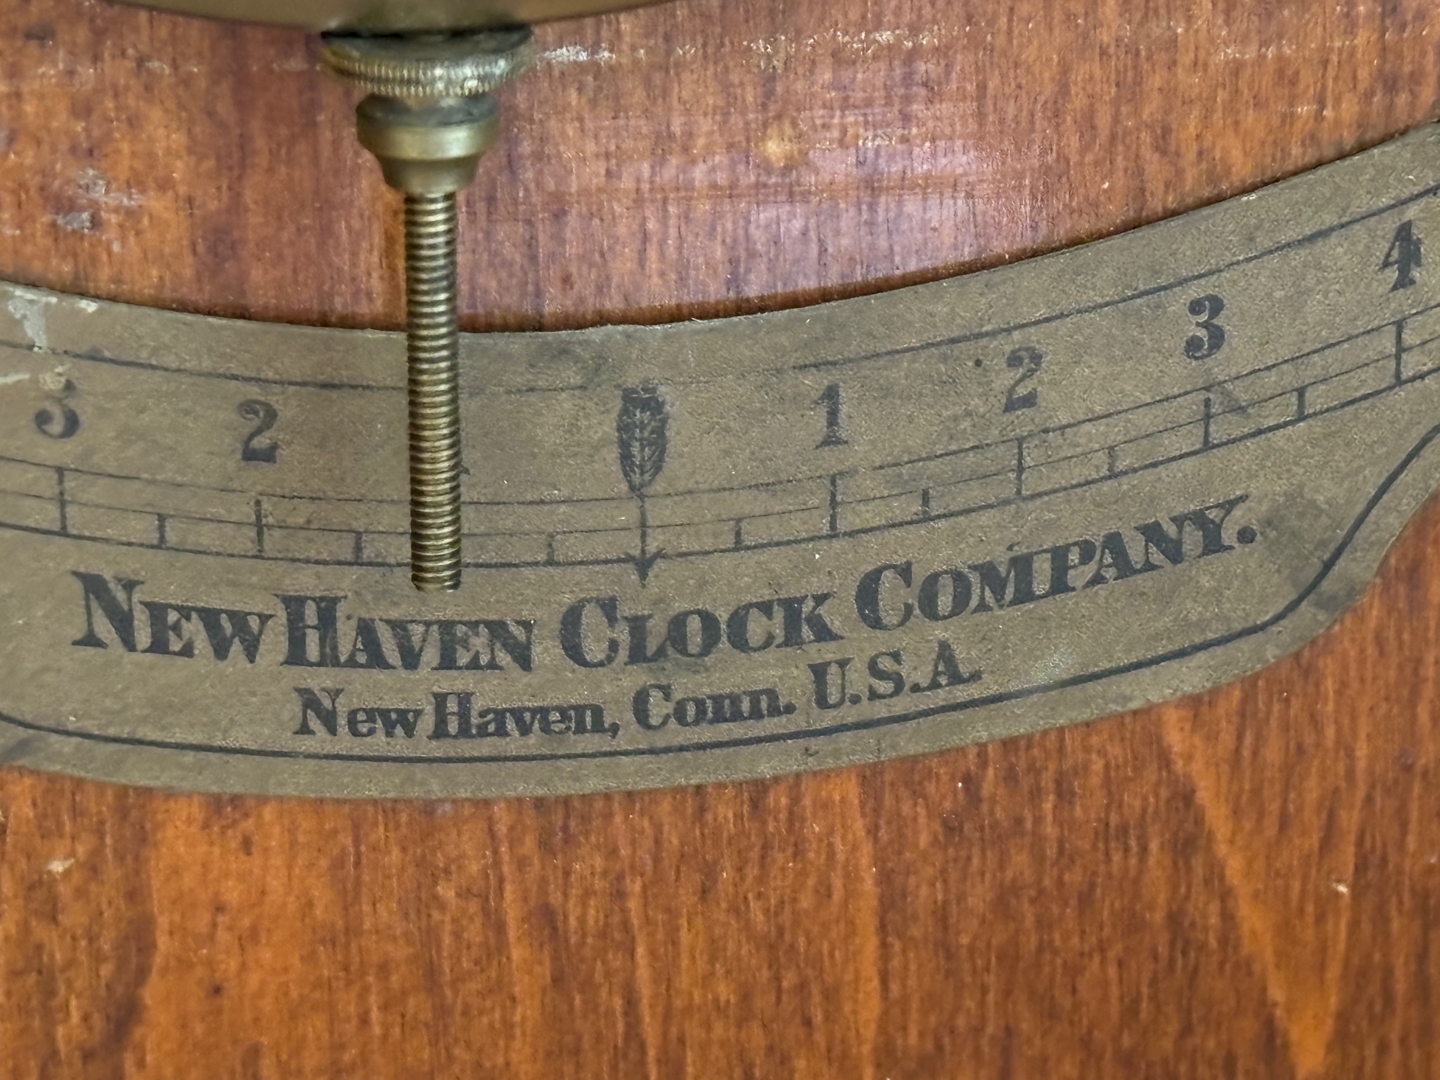 3 2 1 2 3 4
NEW HAVEN CLOCK COMPANY.
New Haven, Conn. U.S.A.